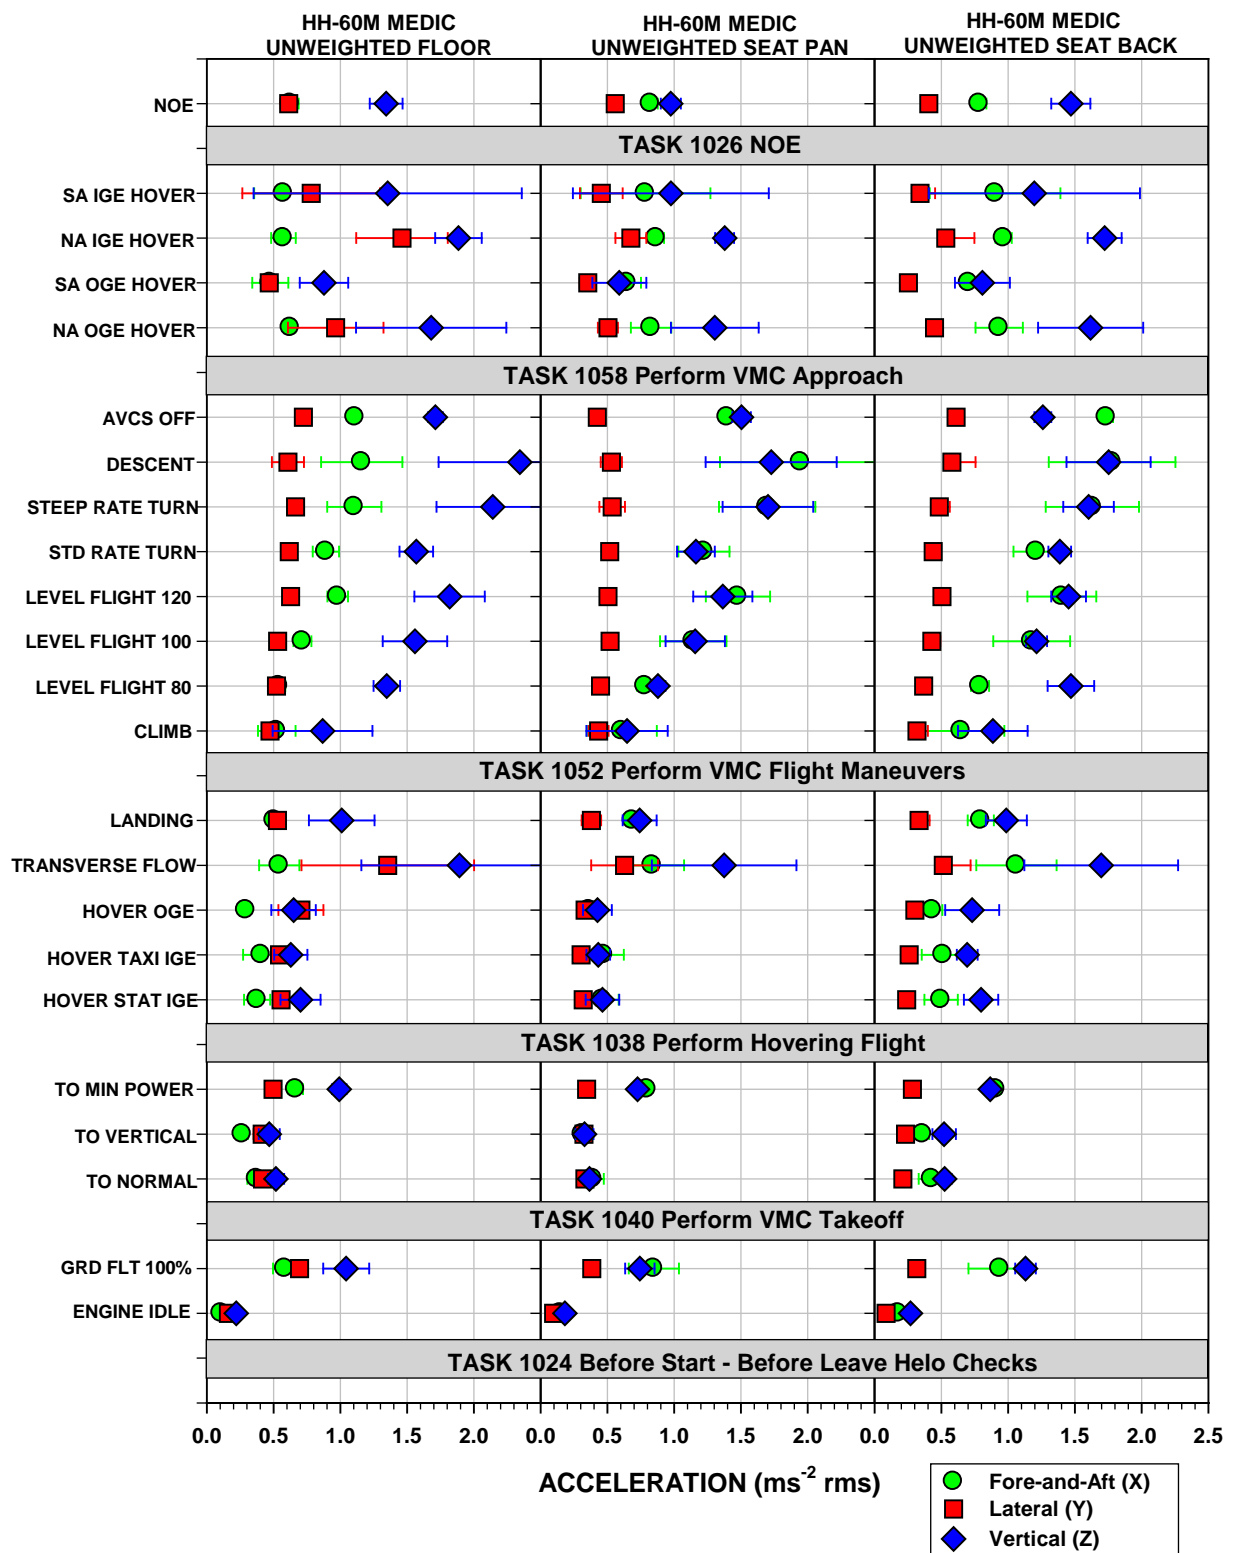 HH-60M MEDIC
UNWEIGHTED FLOOR
HH-60M MEDIC
UNWEIGHTED SEAT PAN
HH-60M MEDIC
UNWEIGHTED SEAT BACK
NOE
TASK 1026 NOE
SA IGE HOVER
NA IGE HOVER
SA OGE HOVER
NA OGE HOVER
TASK 1058 Perform VMC Approach
AVCS OFF
DESCENT
STEEP RATE TURN
STD RATE TURN
LEVEL FLIGHT 120
LEVEL FLIGHT 100
LEVEL FLIGHT 80
CLIMB
TASK 1052 Perform VMC Flight Maneuvers
LANDING
TRANSVERSE FLOW
HOVER OGE
HOVER TAXI IGE
HOVER STAT IGE
TASK 1038 Perform Hovering Flight
TO MIN POWER
TO VERTICAL
TO NORMAL
TASK 1040 Perform VMC Takeoff
GRD FLT 100%
ENGINE IDLE
TASK 1024 Before Start - Before Leave Helo Checks
0.0 0.5 1.0 1.5 2.0 0.0 0.5 1.0 1.5 2.0 0.0 0.5 1.0 1.5 2.0 2.5
ACCELERATION (ms⁻² rms)
Fore-and-Aft (X)
Lateral (Y)
Vertical (Z)